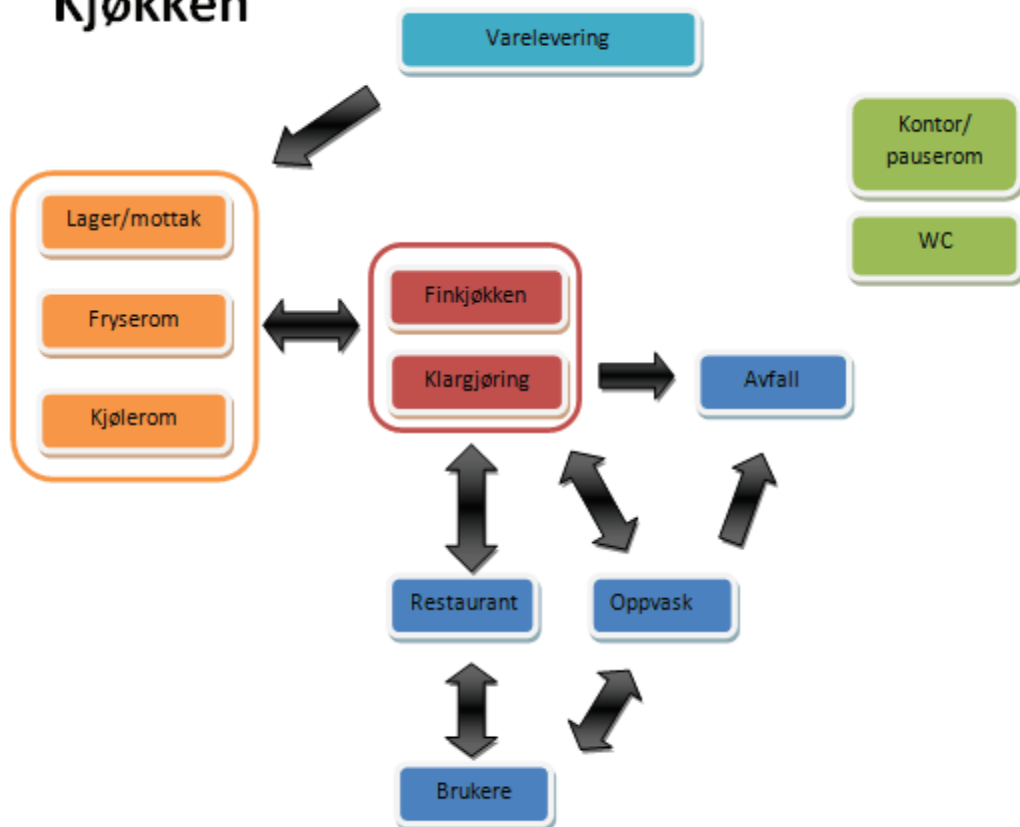 Kjøkken
Varelevering
Kontor/
pauserom
WC
Lager/mottak
Fryserom
Kjølerom
Finkjøkken
Klargjøring
Avfall
Restaurant
Oppvask
Brukere